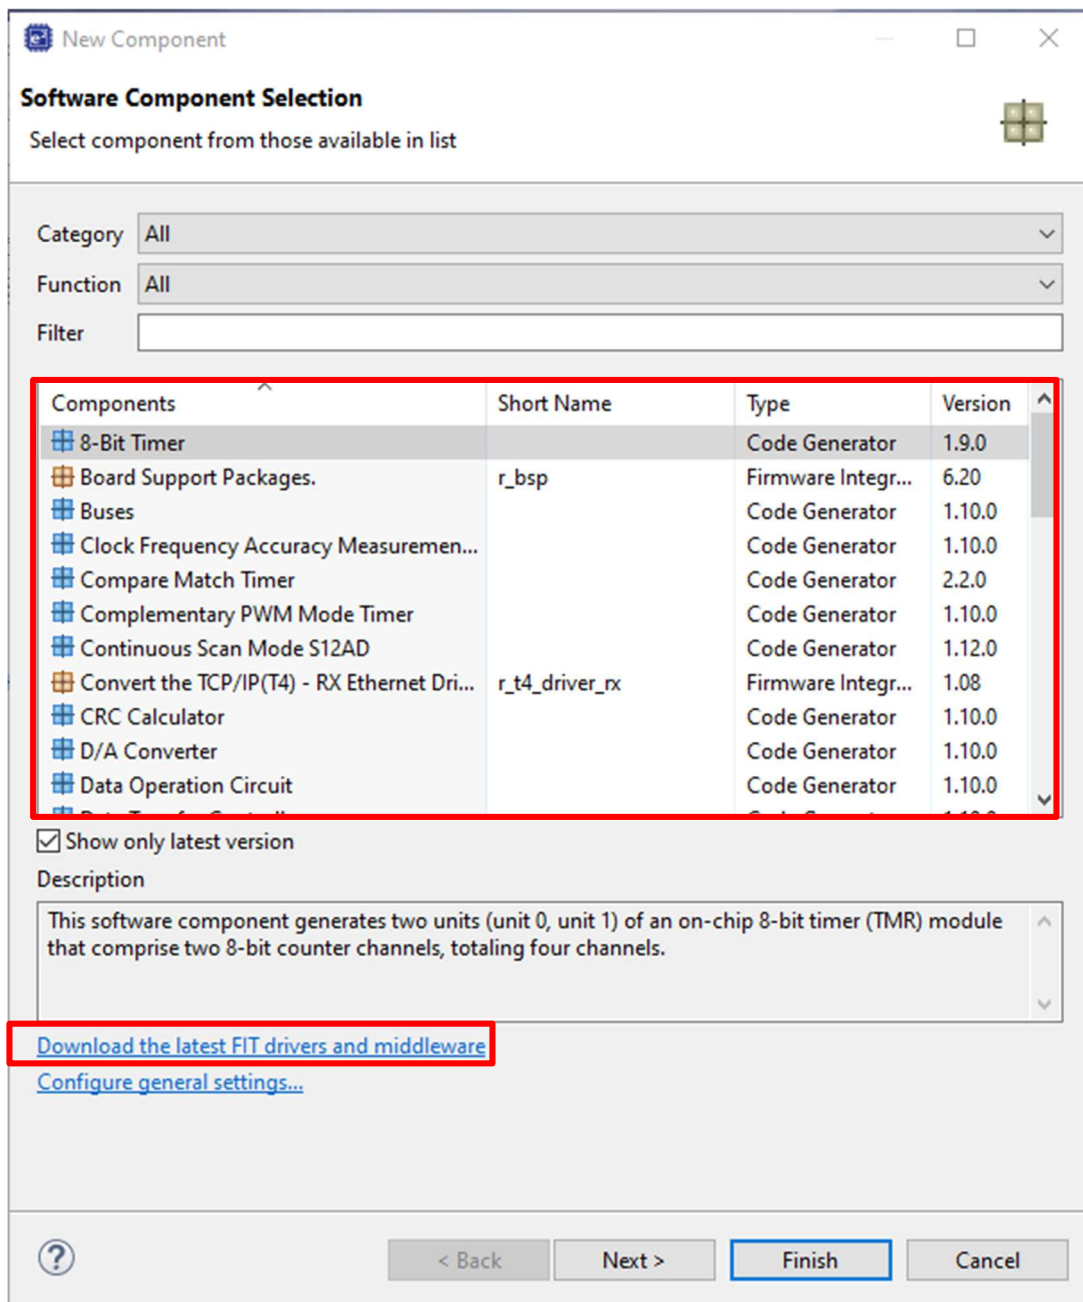 New Component
Software Component Selection
Select component from those available in list
Category All
Function All
Filter
Components Short Name Type Version
8-Bit Timer Code Generator 1.9.0
Board Support Packages. r_bsp Firmware Integr... 6.20
Buses Code Generator 1.10.0
Clock Frequency Accuracy Measuremen... Code Generator 1.10.0
Compare Match Timer Code Generator 2.2.0
Complementary PWM Mode Timer Code Generator 1.10.0
Continuous Scan Mode S12AD Code Generator 1.12.0
Convert the TCP/IP(T4) - RX Ethernet Dri... r_t4_driver_rx Firmware Integr... 1.08
CRC Calculator Code Generator 1.10.0
D/A Converter Code Generator 1.10.0
Data Operation Circuit Code Generator 1.10.0
Show only latest version
Description
This software component generates two units (unit 0, unit 1) of an on-chip 8-bit timer (TMR) module
that comprise two 8-bit counter channels, totaling four channels.
Download the latest FIT drivers and middleware
Configure general settings...
? < Back Next > Finish Cancel